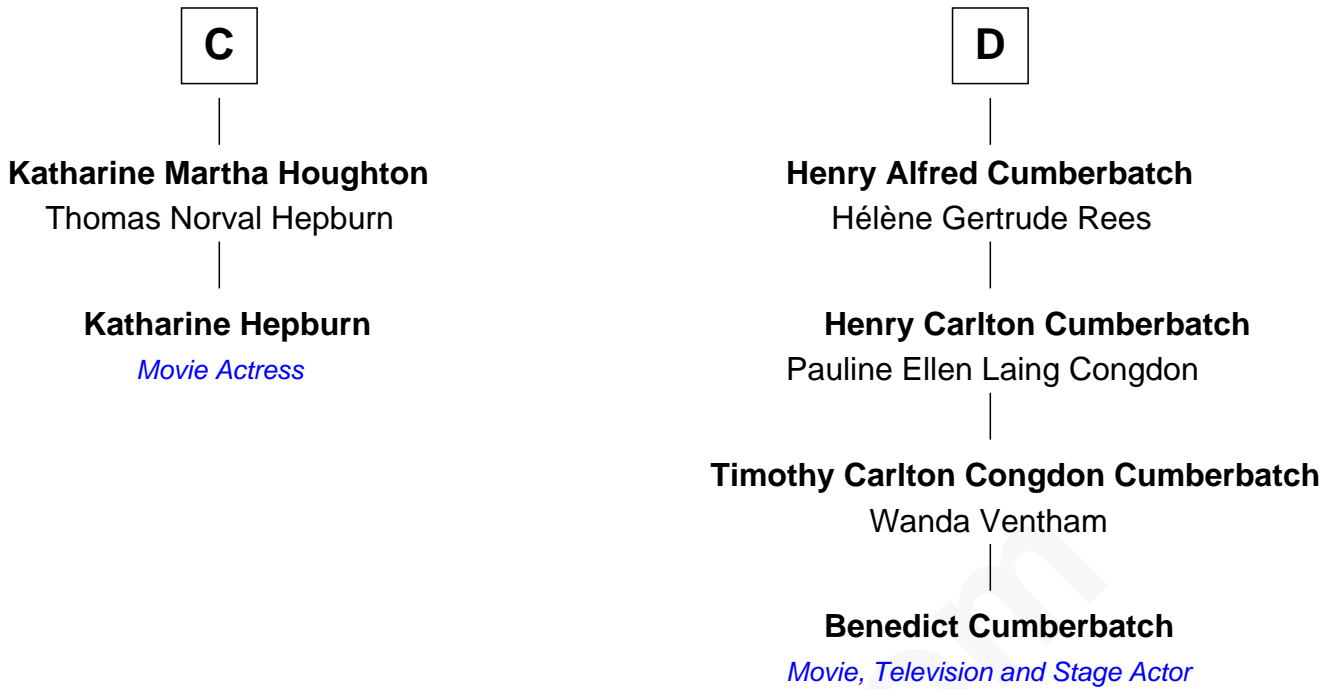 C
Katharine Martha Houghton
Thomas Norval Hepburn
Katharine Hepburn
Movie Actress
D
Henry Alfred Cumberbatch
Hélène Gertrude Rees
Henry Carlton Cumberbatch
Pauline Ellen Laing Congdon
Timothy Carlton Congdon Cumberbatch
Wanda Ventham
Benedict Cumberbatch
Movie, Television and Stage Actor
om